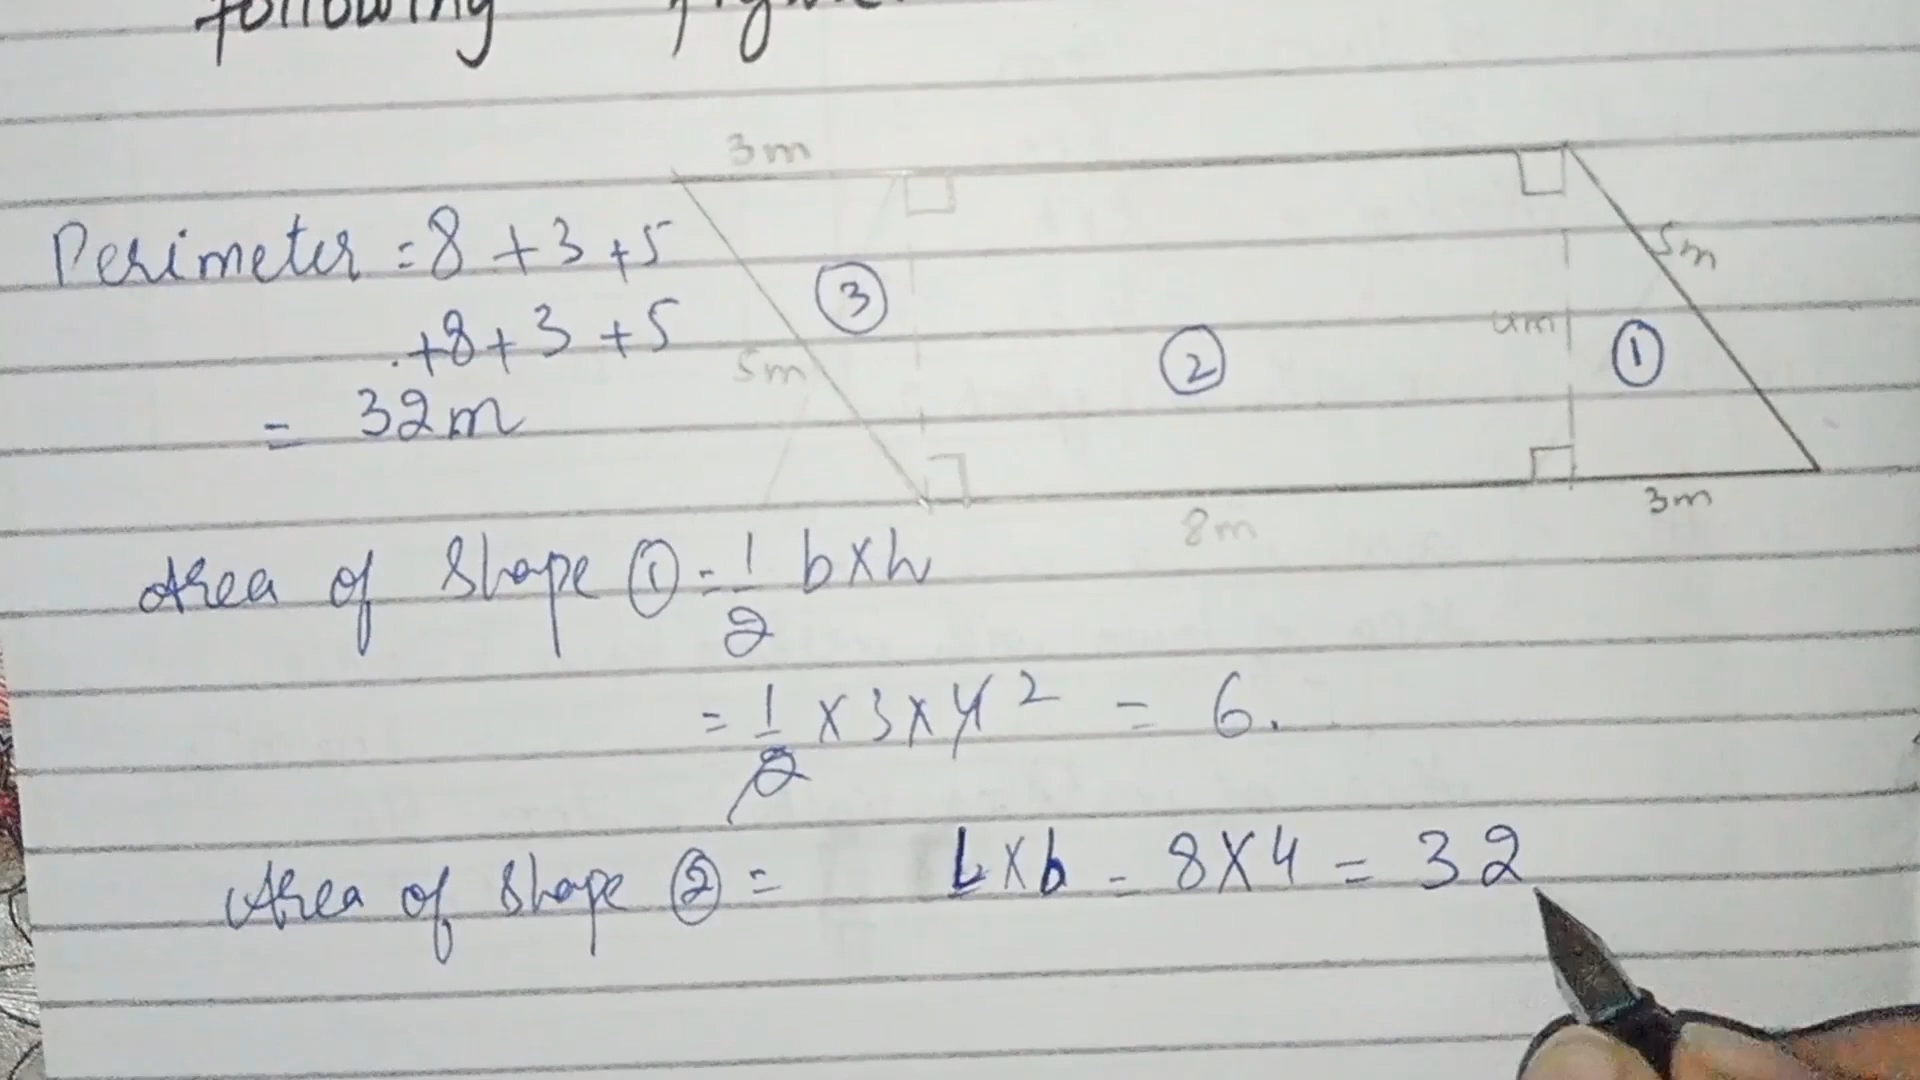 following figure
3m
Perimeter = 8 + 3 + 5
+ 8 + 3 + 5
= 32m
3
5m
2
4m
1
5m
8m
3m
Area of Shape ① = 1/2 b x h
= 1/2 x 3 x 4 2 = 6.
Area of Shape ② = L x b = 8 X 4 = 32